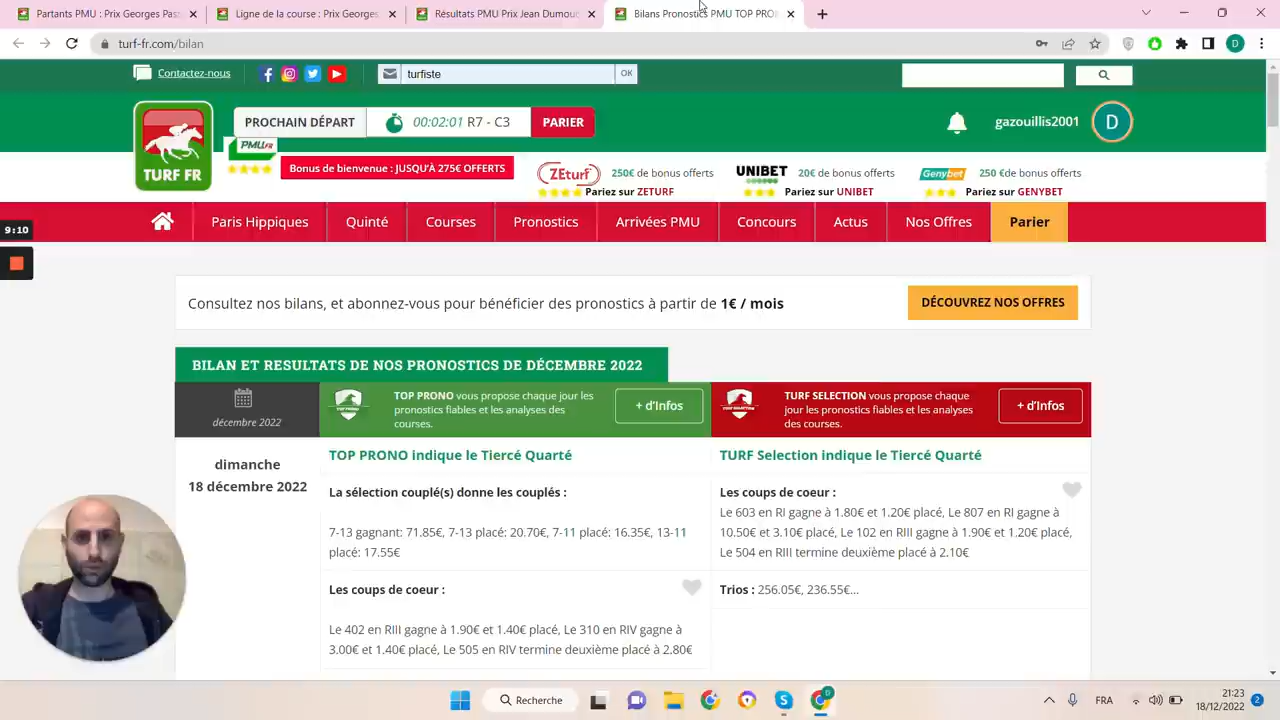 Prix Georges Pas
Ligne de la course : Prix Georges
Résultats PMU Prix Jean Dumou
Bilans Pronostics PMU TOP PRO
turf-fr.com/bilan
D
Contactez-nous
turfiste
OK
PROCHAIN DÉPART
00:02:01 R7 - C3
PARIER
gazouillis2001
D
TURF FR
PMU.FR
Bonus de bienvenue : JUSQU'À 275€ OFFERTS
ZEturf
250€ de bonus offerts
Pariez sur ZETURF
UNIBET
20€ de bonus offerts
Pariez sur UNIBET
Genybet
250 €de bonus offerts
Pariez sur GENYBET
Paris Hippiques
Quinté
Courses
Pronostics
Arrivées PMU
Concours
Actus
Nos Offres
Parier
9:10
Consultez nos bilans, et abonnez-vous pour bénéficier des pronostics à partir de 1€ / mois
DÉCOUVREZ NOS OFFRES
BILAN ET RESULTATS DE NOS PRONOSTICS DE DÉCEMBRE 2022
décembre 2022
TOP PRONO vous propose chaque jour les
pronostics fiables et les analyses des
courses.
+ d'Infos
TURF SELECTION vous propose chaque
jour les pronostics fiables et les analyses
des courses.
+ d'Infos
dimanche
18 décembre 2022
TOP PRONO indique le Tiercé Quarté
La sélection couplé(s) donne les couplés :
7-13 gagnant: 71.85€, 7-13 placé: 20.70€, 7-11 placé: 16.35€, 13-11
placé: 17.55€
Les coups de coeur :
Le 402 en RIII gagne à 1.90€ et 1.40€ placé, Le 310 en RIV gagne à
3.00€ et 1.40€ placé, Le 505 en RIV termine deuxième placé à 2.80€
TURF Selection indique le Tiercé Quarté
Les coups de coeur :
Le 603 en RI gagne à 1.80€ et 1.20€ placé, Le 807 en RI gagne à
10.50€ et 3.10€ placé, Le 102 en RIII gagne à 1.90€ et 1.20€ placé,
Le 504 en RIII termine deuxième placé à 2.10€
Trios : 256.05€, 236.55€...
Recherche
FRA
21:23
18/12/2022
2